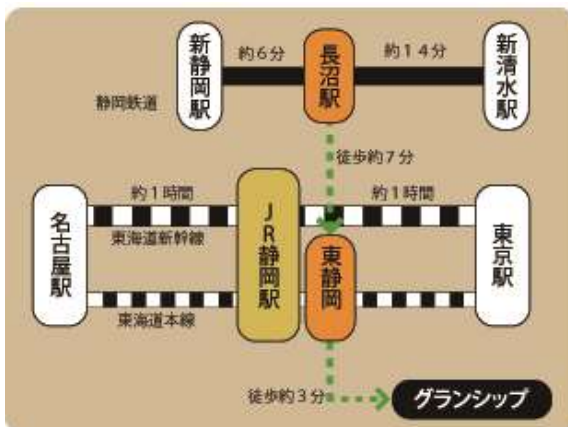 新静岡駅
約6分
長沼駅
約14分
新清水駅
静岡鉄道
徒歩約7分
名古屋駅
約1時間
東海道新幹線
JR静岡駅
約1時間
東静岡
東京駅
東海道本線
徒歩約3分
グランシップ